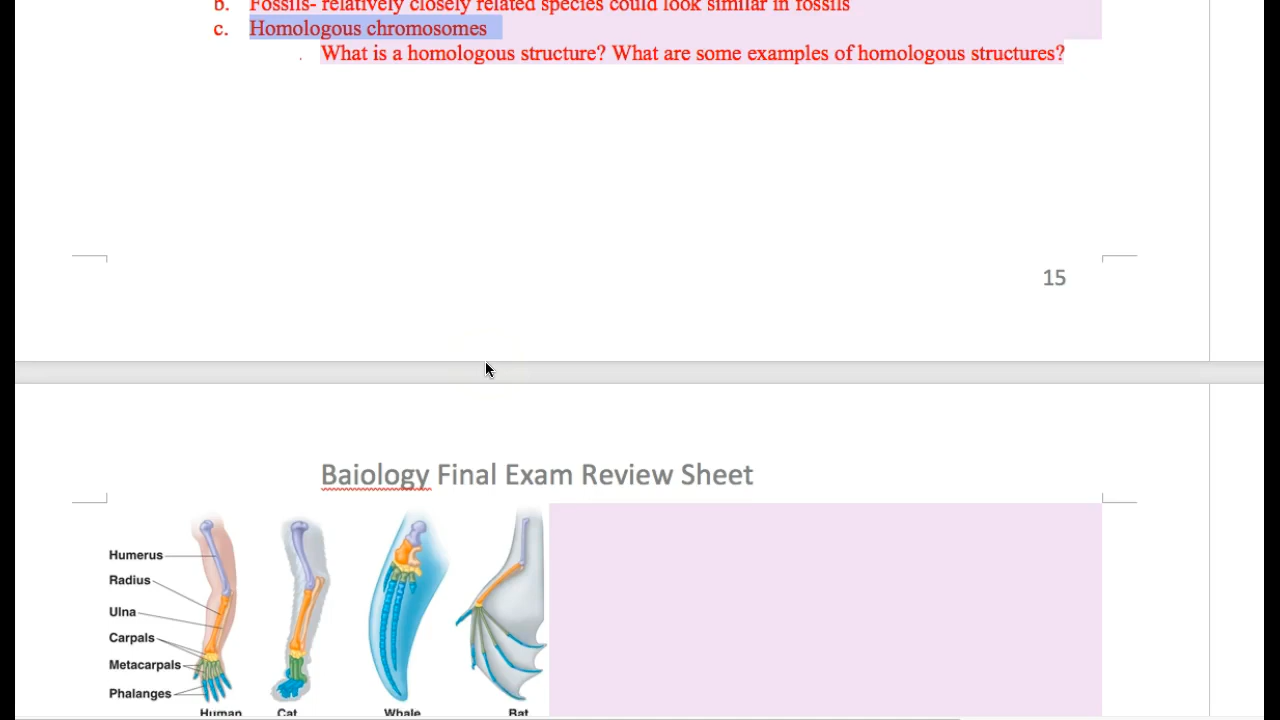 b. Fossils- relatively closely related species could look similar in fossils
c. Homologous chromosomes
. What is a homologous structure? What are some examples of homologous structures?
15
Baiology Final Exam Review Sheet
Humerus
Radius
Ulna
Carpals
Metacarpals
Phalanges
Human Cat Whale Bat